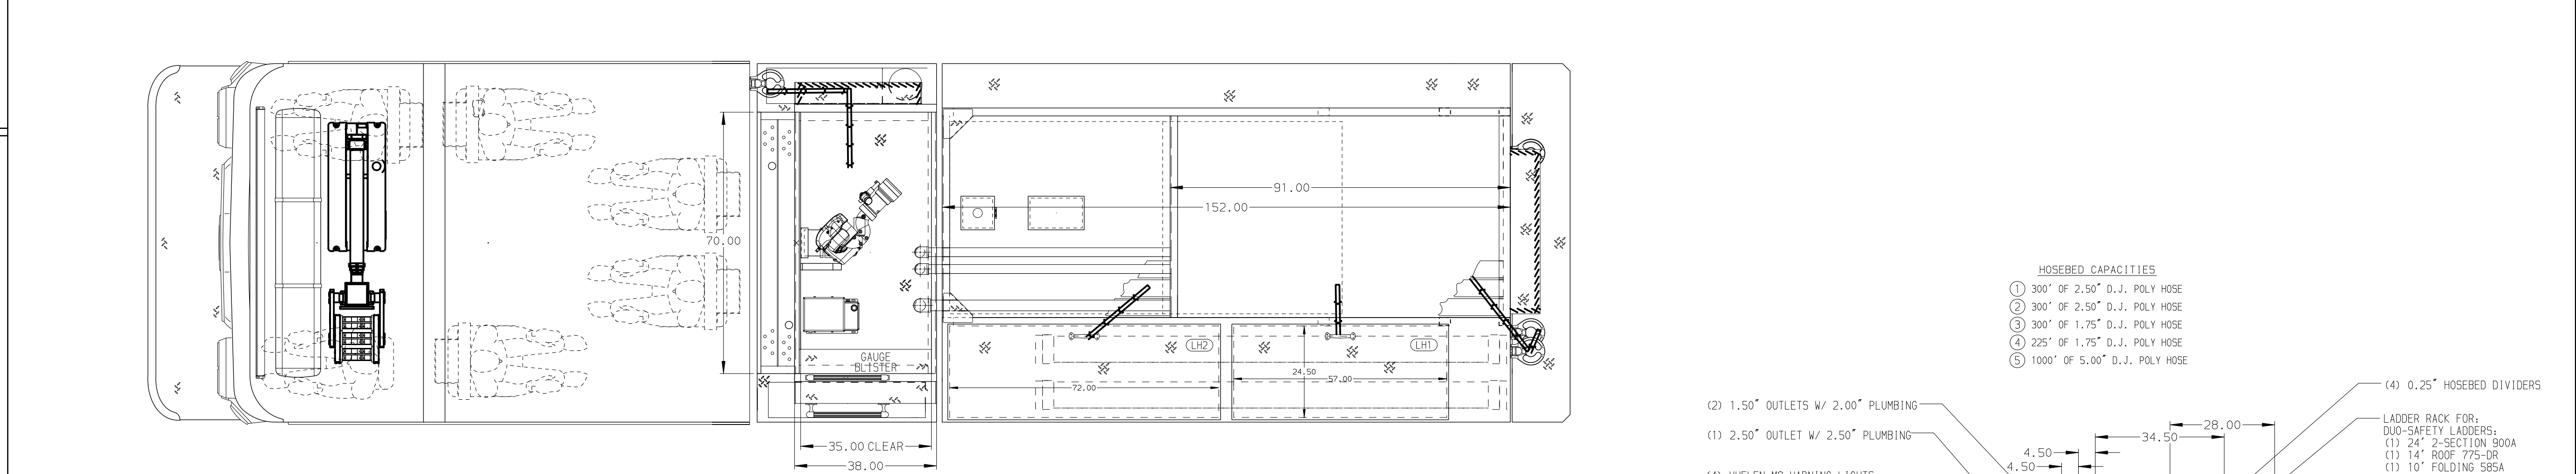 91.00
152.00
70.00
GAUGE
BLISTER
LH2
LH1
24.50
57.00
72.00
35.00 CLEAR
38.00
HOSEBED CAPACITIES
1 300' OF 2.50" D.J. POLY HOSE
2 300' OF 2.50" D.J. POLY HOSE
3 300' OF 1.75" D.J. POLY HOSE
4 225' OF 1.75" D.J. POLY HOSE
5 1000' OF 5.00" D.J. POLY HOSE
(4) 0.25" HOSEBED DIVIDERS
(2) 1.50" OUTLETS W/ 2.00" PLUMBING
(1) 2.50" OUTLET W/ 2.50" PLUMBING
LADDER RACK FOR:
DUO-SAFETY LADDERS:
(1) 24' 2-SECTION 900A
(1) 14' ROOF 775-DR
(1) 10' FOLDING 585A
28.00
34.50
4.50
4.50